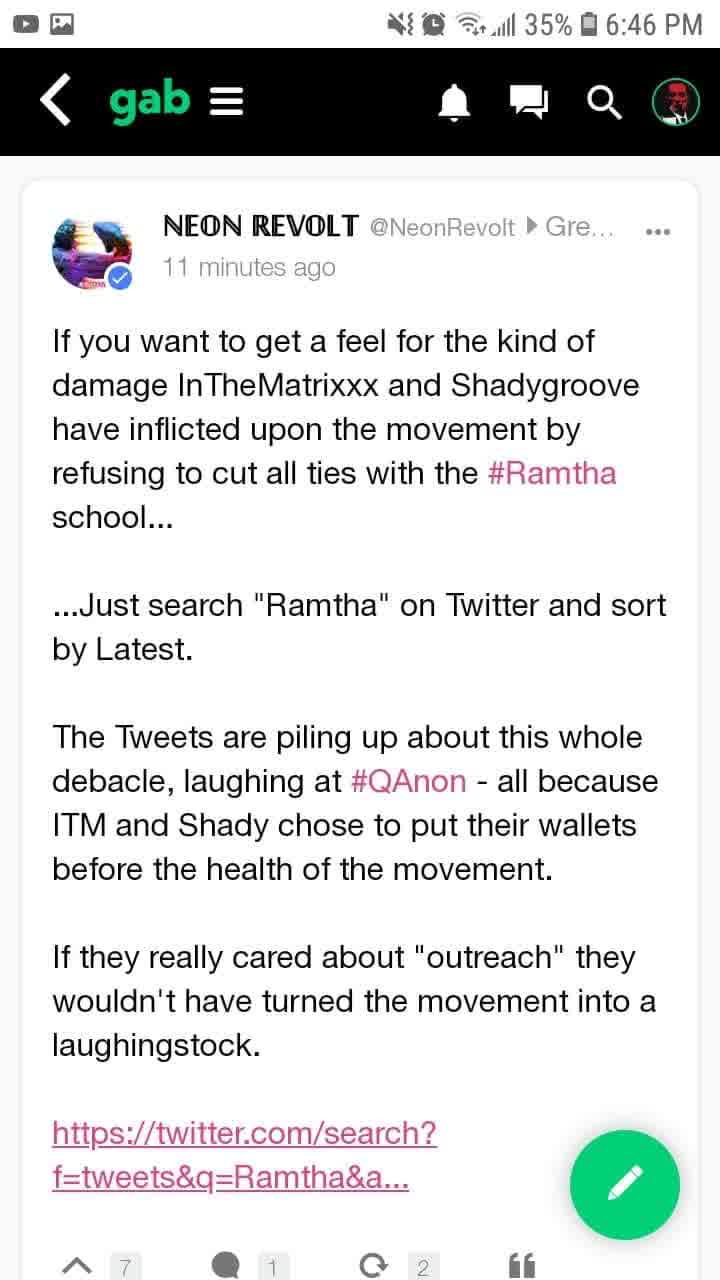 35% 6:46 PM
gab
NEON REVOLT @NeonRevolt Gre...
11 minutes ago
If you want to get a feel for the kind of
damage InTheMatrixxx and Shadygroove
have inflicted upon the movement by
refusing to cut all ties with the #Ramtha
school...
...Just search "Ramtha" on Twitter and sort
by Latest.
The Tweets are piling up about this whole
debacle, laughing at #QAnon - all because
ITM and Shady chose to put their wallets
before the health of the movement.
If they really cared about "outreach" they
wouldn't have turned the movement into a
laughingstock.
https://twitter.com/search?
f=tweets&q=Ramtha&a...
7 1 2